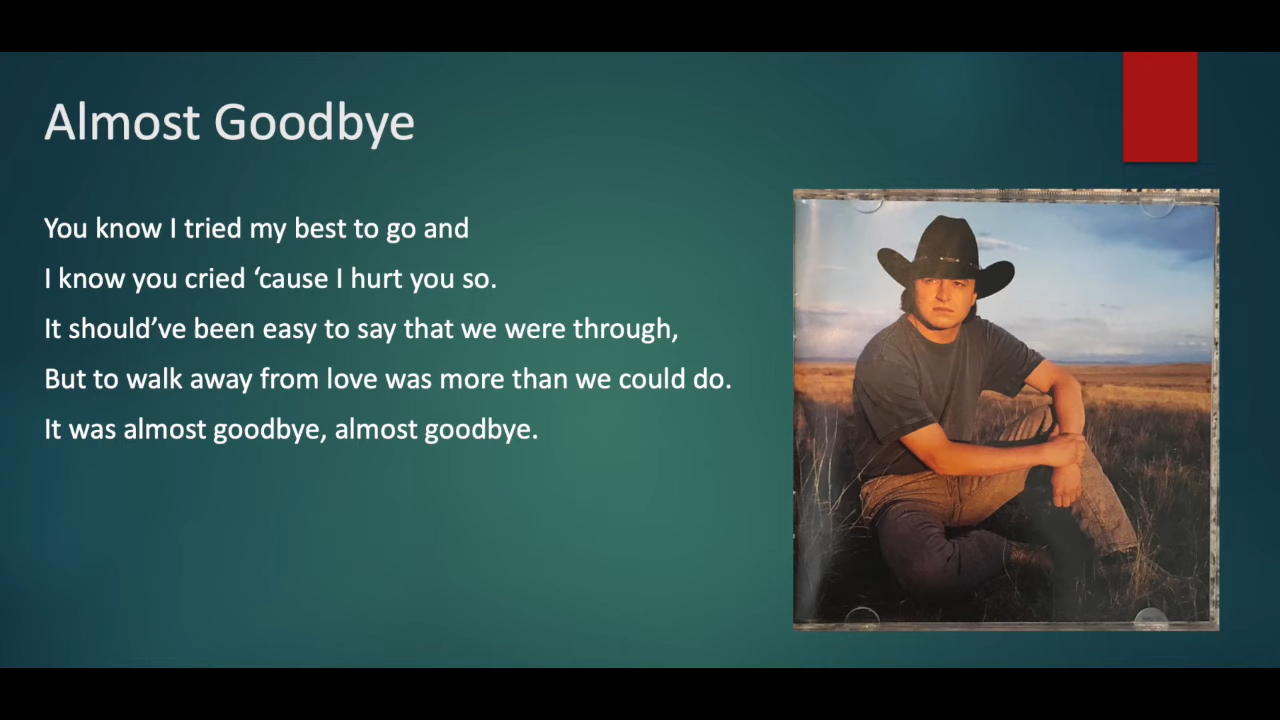 Almost Goodbye
You know I tried my best to go and
I know you cried ‘cause I hurt you so.
It should’ve been easy to say that we were through,
But to walk away from love was more than we could do.
It was almost goodbye, almost goodbye.